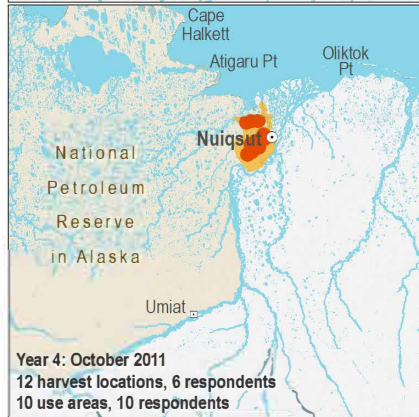 Cape
Halkett
Atigaru Pt
Oliktok
Pt
Nuiqsut
National
Petroleum
Reserve
in Alaska
Umiat
Year 4: October 2011
12 harvest locations, 6 respondents
10 use areas, 10 respondents